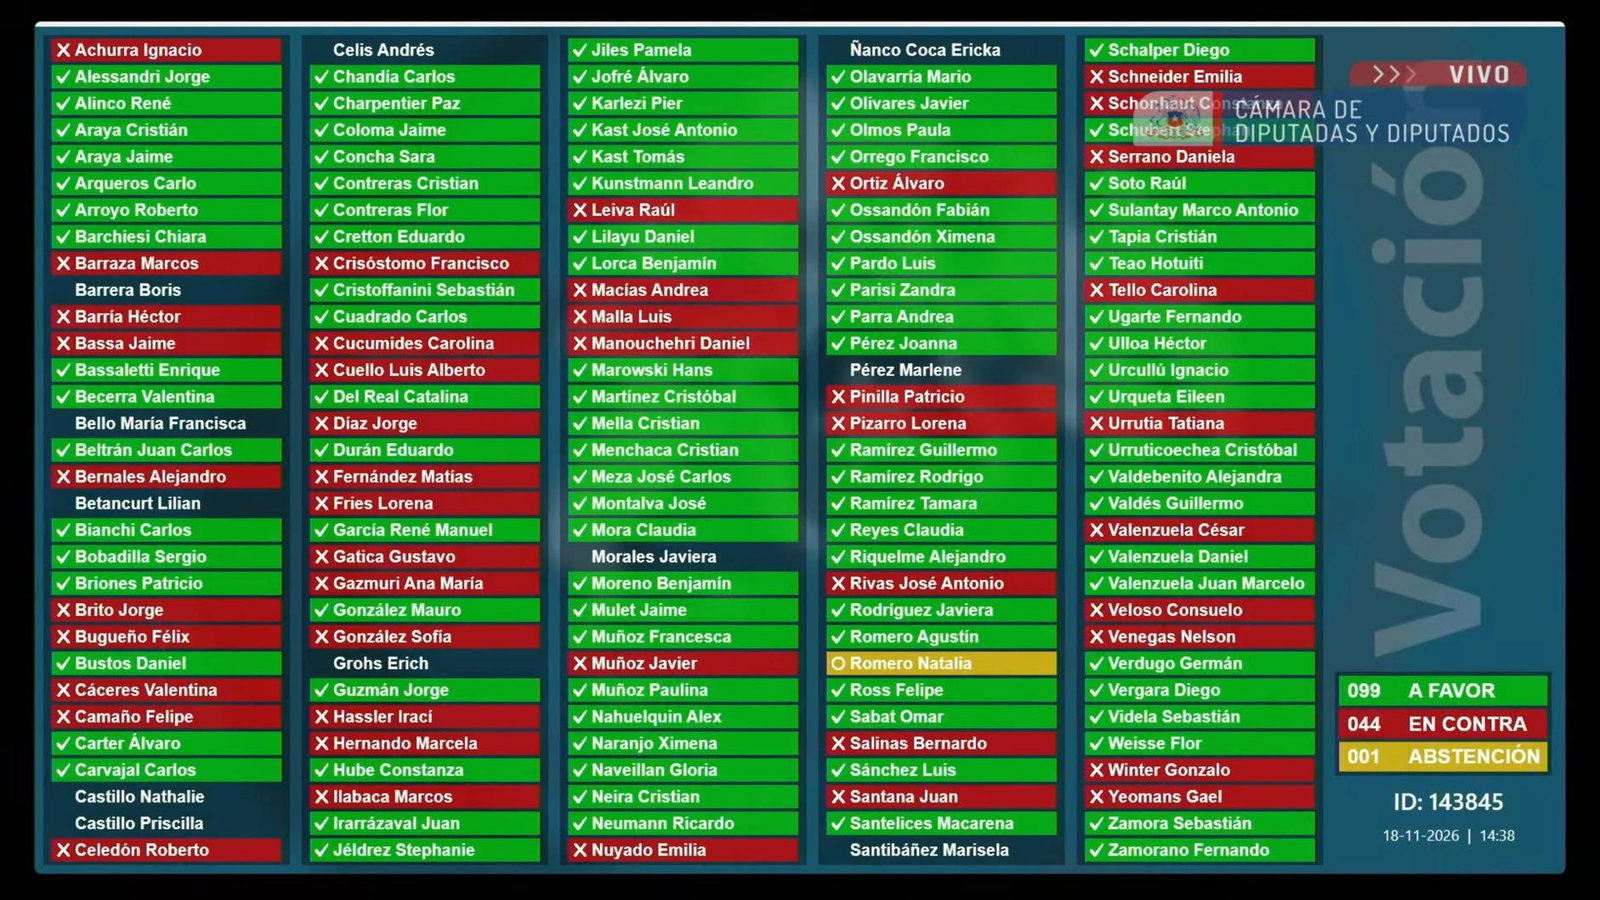 X Achurra Ignacio
✓ Alessandri Jorge
✓ Alinco René
✓ Araya Cristián
✓ Araya Jaime
✓ Arqueros Carlo
✓ Arroyo Roberto
✓ Barchiesi Chiara
X Barraza Marcos
Barrera Boris
X Barría Héctor
X Bassa Jaime
✓ Bassaletti Enrique
✓ Becerra Valentina
Bello María Francisca
✓ Beltrán Juan Carlos
X Bernales Alejandro
Betancurt Lilian
✓ Bianchi Carlos
✓ Bobadilla Sergio
✓ Briones Patricio
X Brito Jorge
X Bugueño Félix
✓ Bustos Daniel
X Cáceres Valentina
X Camaño Felipe
✓ Carter Álvaro
✓ Carvajal Carlos
Castillo Nathalie
Castillo Priscilla
X Celedón Roberto
Celis Andrés
✓ Chandía Carlos
✓ Charpentier Paz
✓ Coloma Jaime
✓ Concha Sara
✓ Contreras Cristian
✓ Contreras Flor
✓ Cretton Eduardo
X Crisóstomo Francisco
✓ Cristoffanini Sebastián
✓ Cuadrado Carlos
X Cucumides Carolina
X Cuello Luis Alberto
✓ Del Real Catalina
X Díaz Jorge
✓ Durán Eduardo
X Fernández Matías
X Fries Lorena
✓ García René Manuel
X Gatica Gustavo
X Gazmuri Ana María
✓ González Mauro
X González Sofía
Grohs Erich
✓ Guzmán Jorge
X Hassler Irací
X Hernando Marcela
✓ Hube Constanza
X Ilabaca Marcos
✓ Irarrázaval Juan
✓ Jéldrez Stephanie
✓ Jiles Pamela
✓ Jofré Álvaro
✓ Karlezi Pier
✓ Kast José Antonio
✓ Kast Tomás
✓ Kunstmann Leandro
X Leiva Raúl
✓ Lilayu Daniel
✓ Lorca Benjamín
X Macías Andrea
X Malla Luis
X Manouchehri Daniel
✓ Marowski Hans
✓ Martínez Cristóbal
✓ Mella Cristian
✓ Menchaca Cristian
✓ Meza José Carlos
✓ Montalva José
✓ Mora Claudia
Morales Javiera
✓ Moreno Benjamín
✓ Mulet Jaime
✓ Muñoz Francesca
X Muñoz Javier
✓ Muñoz Paulina
✓ Nahuelquin Alex
✓ Naranjo Ximena
✓ Naveillan Gloria
✓ Neira Cristian
✓ Neumann Ricardo
X Nuyado Emilia
Ñanco Coca Ericka
✓ Olavarría Mario
✓ Olivares Javier
✓ Olmos Paula
✓ Orrego Francisco
X Ortiz Álvaro
✓ Ossandón Fabián
✓ Ossandón Ximena
✓ Pardo Luis
✓ Parisi Zandra
✓ Parra Andrea
✓ Pérez Joanna
Pérez Marlene
X Pinilla Patricio
X Pizarro Lorena
✓ Ramírez Guillermo
✓ Ramírez Rodrigo
✓ Ramírez Tamara
✓ Reyes Claudia
✓ Riquelme Alejandro
X Rivas José Antonio
✓ Rodríguez Javiera
✓ Romero Agustín
O Romero Natalia
✓ Ross Felipe
✓ Sabat Omar
X Salinas Bernardo
✓ Sánchez Luis
X Santana Juan
✓ Santelices Macarena
Santibáñez Marisela
✓ Schalper Diego
X Schneider Emilia
X Schonhaut Constanza
✓ Schubert Stephan
X Serrano Daniela
✓ Soto Raúl
✓ Sulantay Marco Antonio
✓ Tapia Cristián
✓ Teao Hotuiti
X Tello Carolina
✓ Ugarte Fernando
✓ Ulloa Héctor
✓ Urcullú Ignacio
✓ Urqueta Eileen
X Urrutia Tatiana
✓ Urruticoechea Cristóbal
✓ Valdebenito Alejandra
✓ Valdés Guillermo
X Valenzuela César
✓ Valenzuela Daniel
✓ Valenzuela Juan Marcelo
X Veloso Consuelo
X Venegas Nelson
✓ Verdugo Germán
✓ Vergara Diego
✓ Videla Sebastián
✓ Weisse Flor
X Winter Gonzalo
X Yeomans Gael
✓ Zamora Sebastián
✓ Zamorano Fernando
>>> VIVO
CÁMARA DE
DIPUTADAS Y DIPUTADOS
Votación
099 A FAVOR
044 EN CONTRA
001 ABSTENCIÓN
ID: 143845
18-11-2026 | 14:38